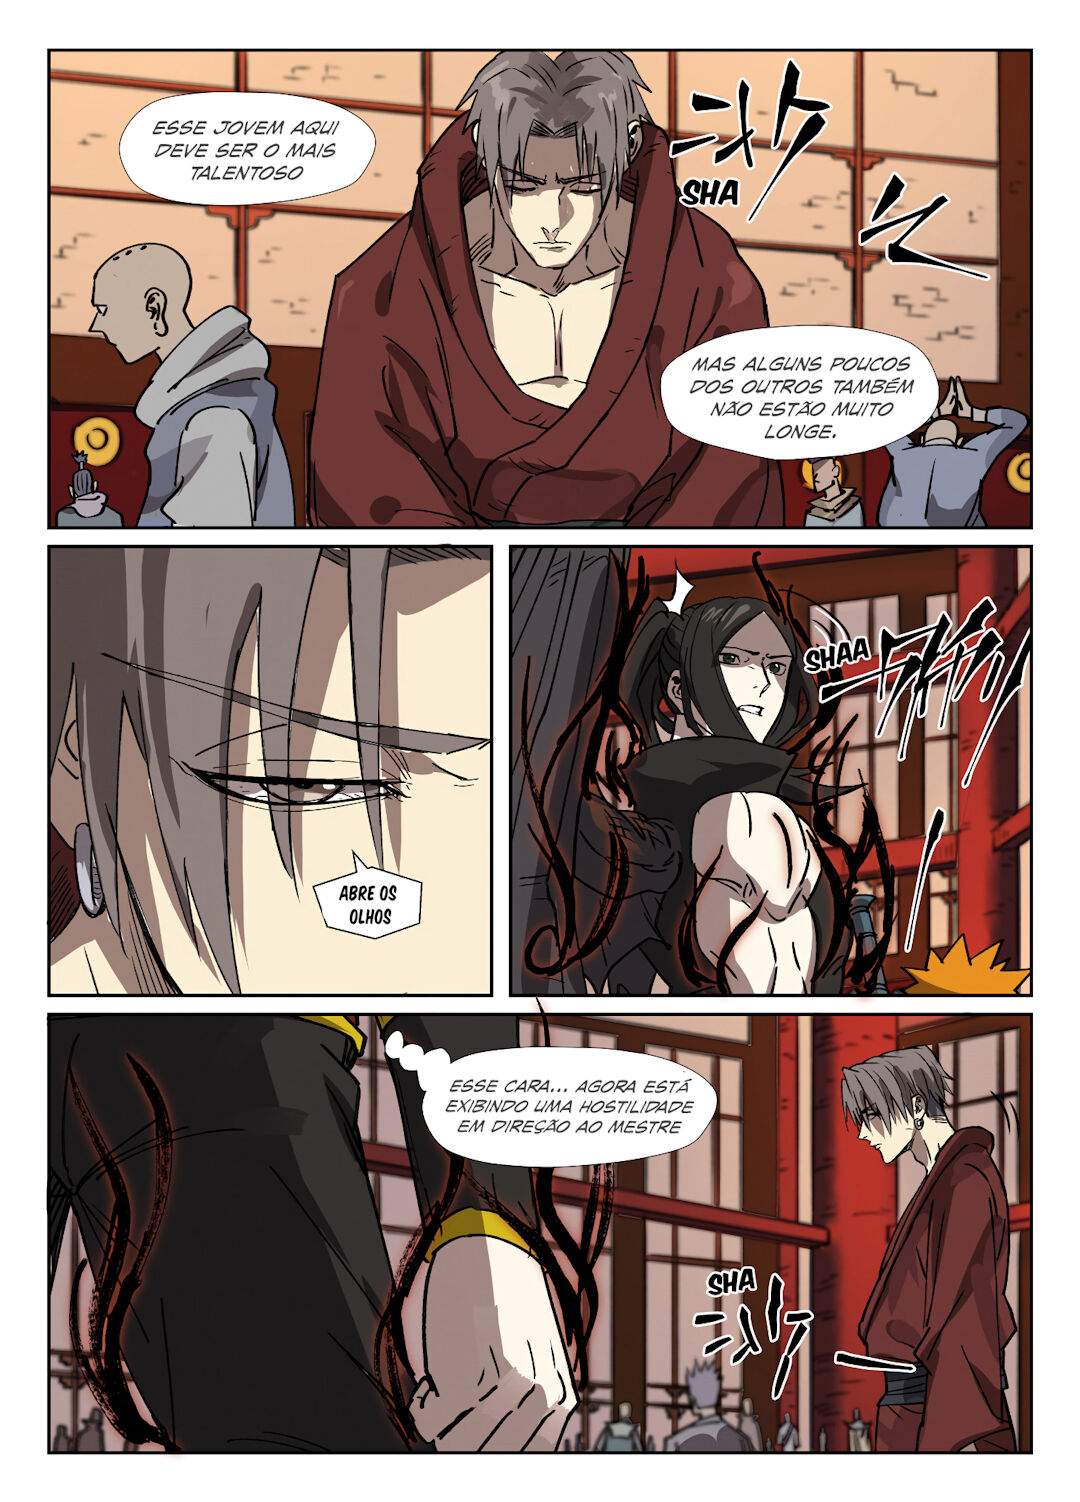 ESSE JOVEM AQUI
DEVE SER O MAIS
TALENTOSO
SHA
MAS ALGUNS POUCOS
DOS OUTROS TAMBÉM
NÃO ESTÃO MUITO
LONGE.
ABRE OS
OLHOS
SHAA
ESSE CARA... AGORA ESTÁ
EXIBINDO UMA HOSTILIDADE
EM DIREÇÃO AO MESTRE
SHA